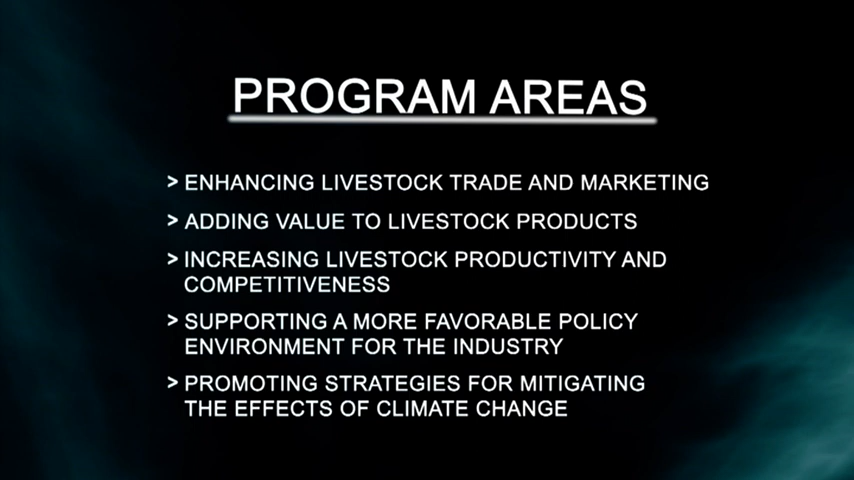 PROGRAM AREAS
> ENHANCING LIVESTOCK TRADE AND MARKETING
> ADDING VALUE TO LIVESTOCK PRODUCTS
> INCREASING LIVESTOCK PRODUCTIVITY AND
COMPETITIVENESS
> SUPPORTING A MORE FAVORABLE POLICY
ENVIRONMENT FOR THE INDUSTRY
> PROMOTING STRATEGIES FOR MITIGATING
THE EFFECTS OF CLIMATE CHANGE